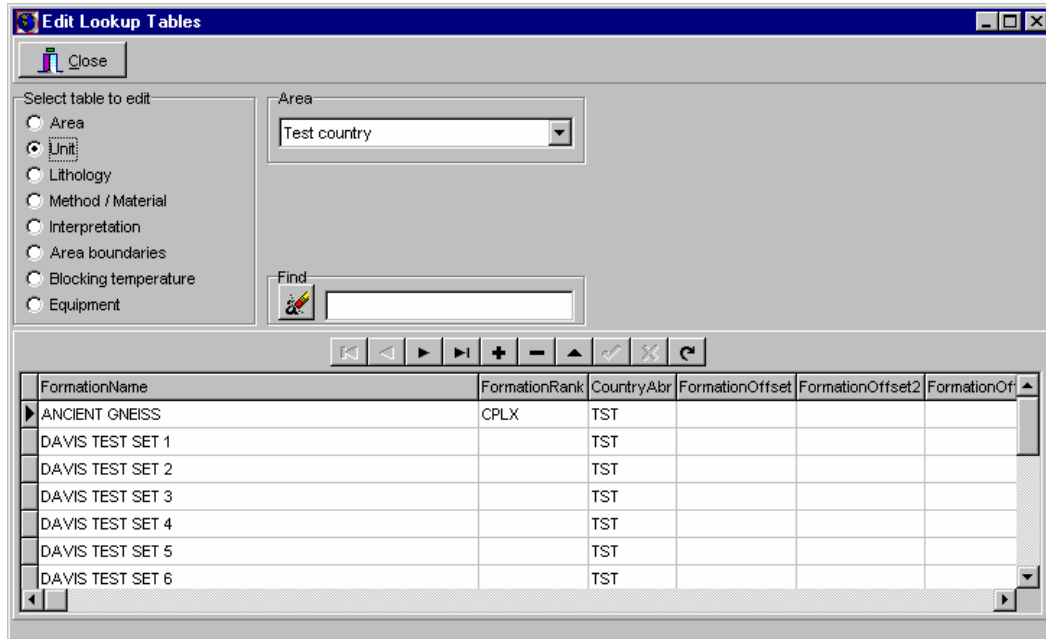 Edit Lookup Tables
Close
Select table to edit
Area
Unit
Lithology
Method / Material
Interpretation
Area boundaries
Blocking temperature
Equipment
Area
Test country
Find
FormationName FormationRank CountryAbr FormationOffset FormationOffset2 FormationOf
ANCIENT GNEISS CPLX TST
DAVIS TEST SET 1 TST
DAVIS TEST SET 2 TST
DAVIS TEST SET 3 TST
DAVIS TEST SET 4 TST
DAVIS TEST SET 5 TST
DAVIS TEST SET 6 TST